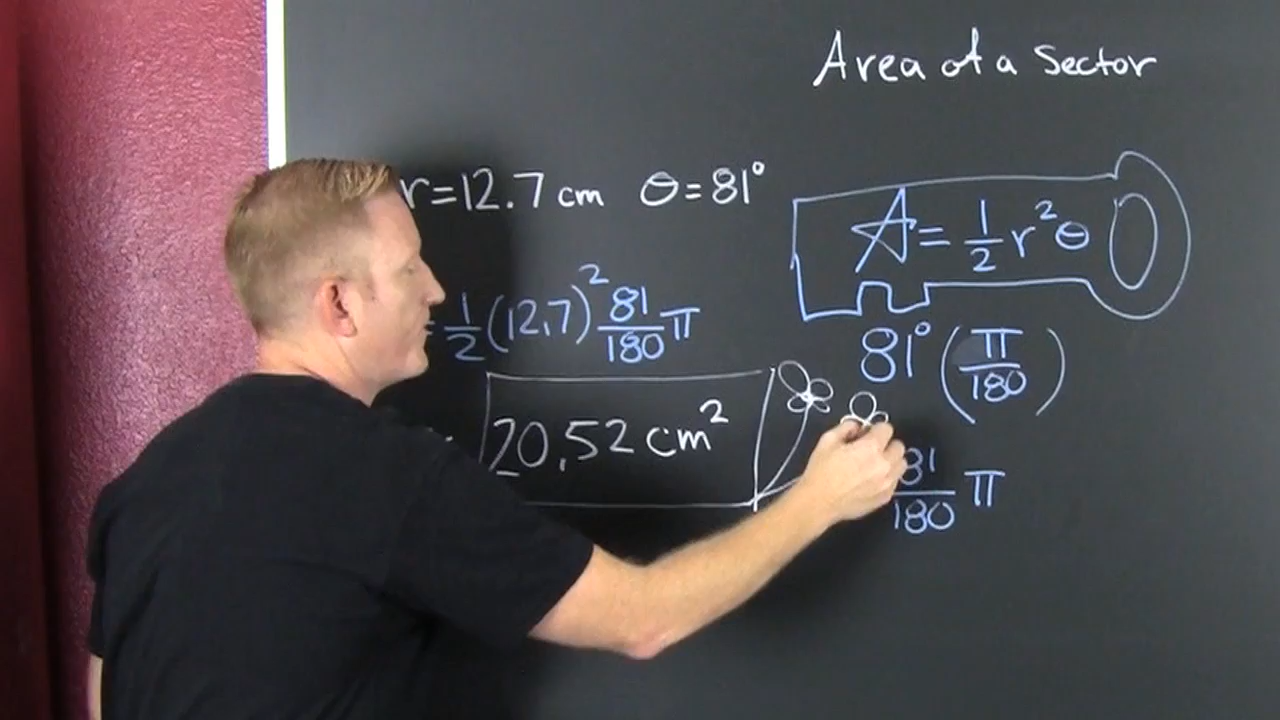 Area of a Sector
r=12.7 cm θ=81°
A=1/2 r²θ
=1/2(12.7)² 81/180 π
81°(π/180)
20.52 cm²
81/180 π